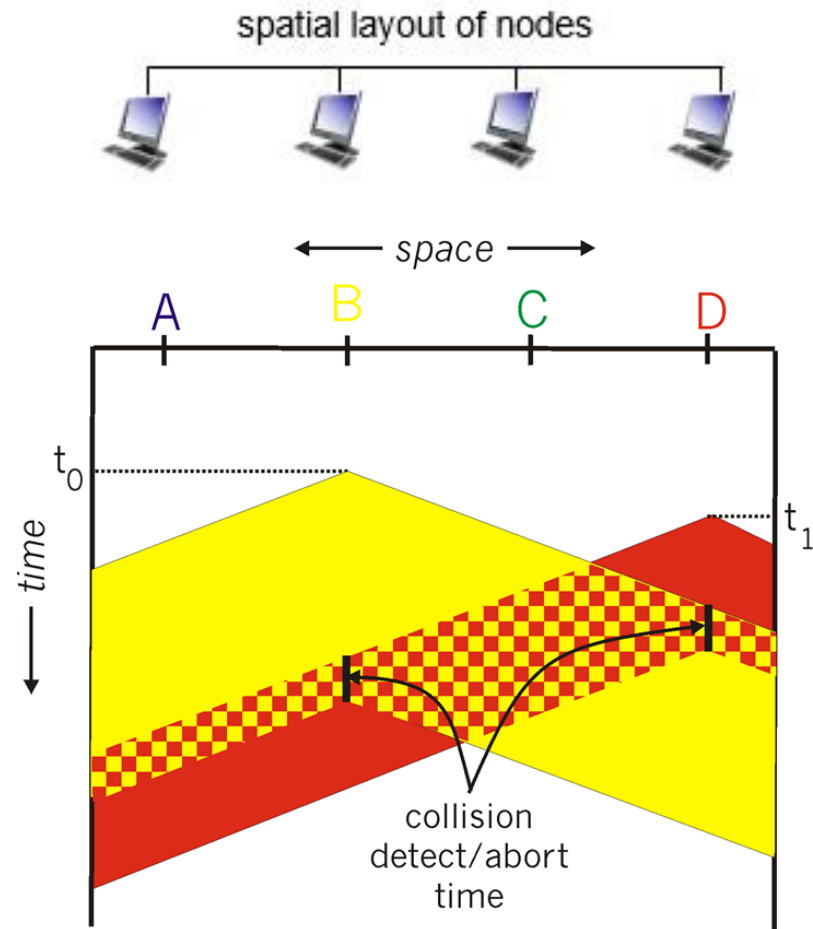 spatial layout of nodes
space
A B C D
t0
t1
time
collision
detect/abort
time